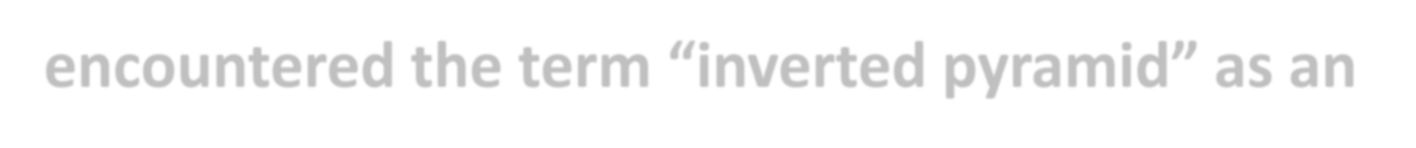 encountered the term “inverted pyramid” as an